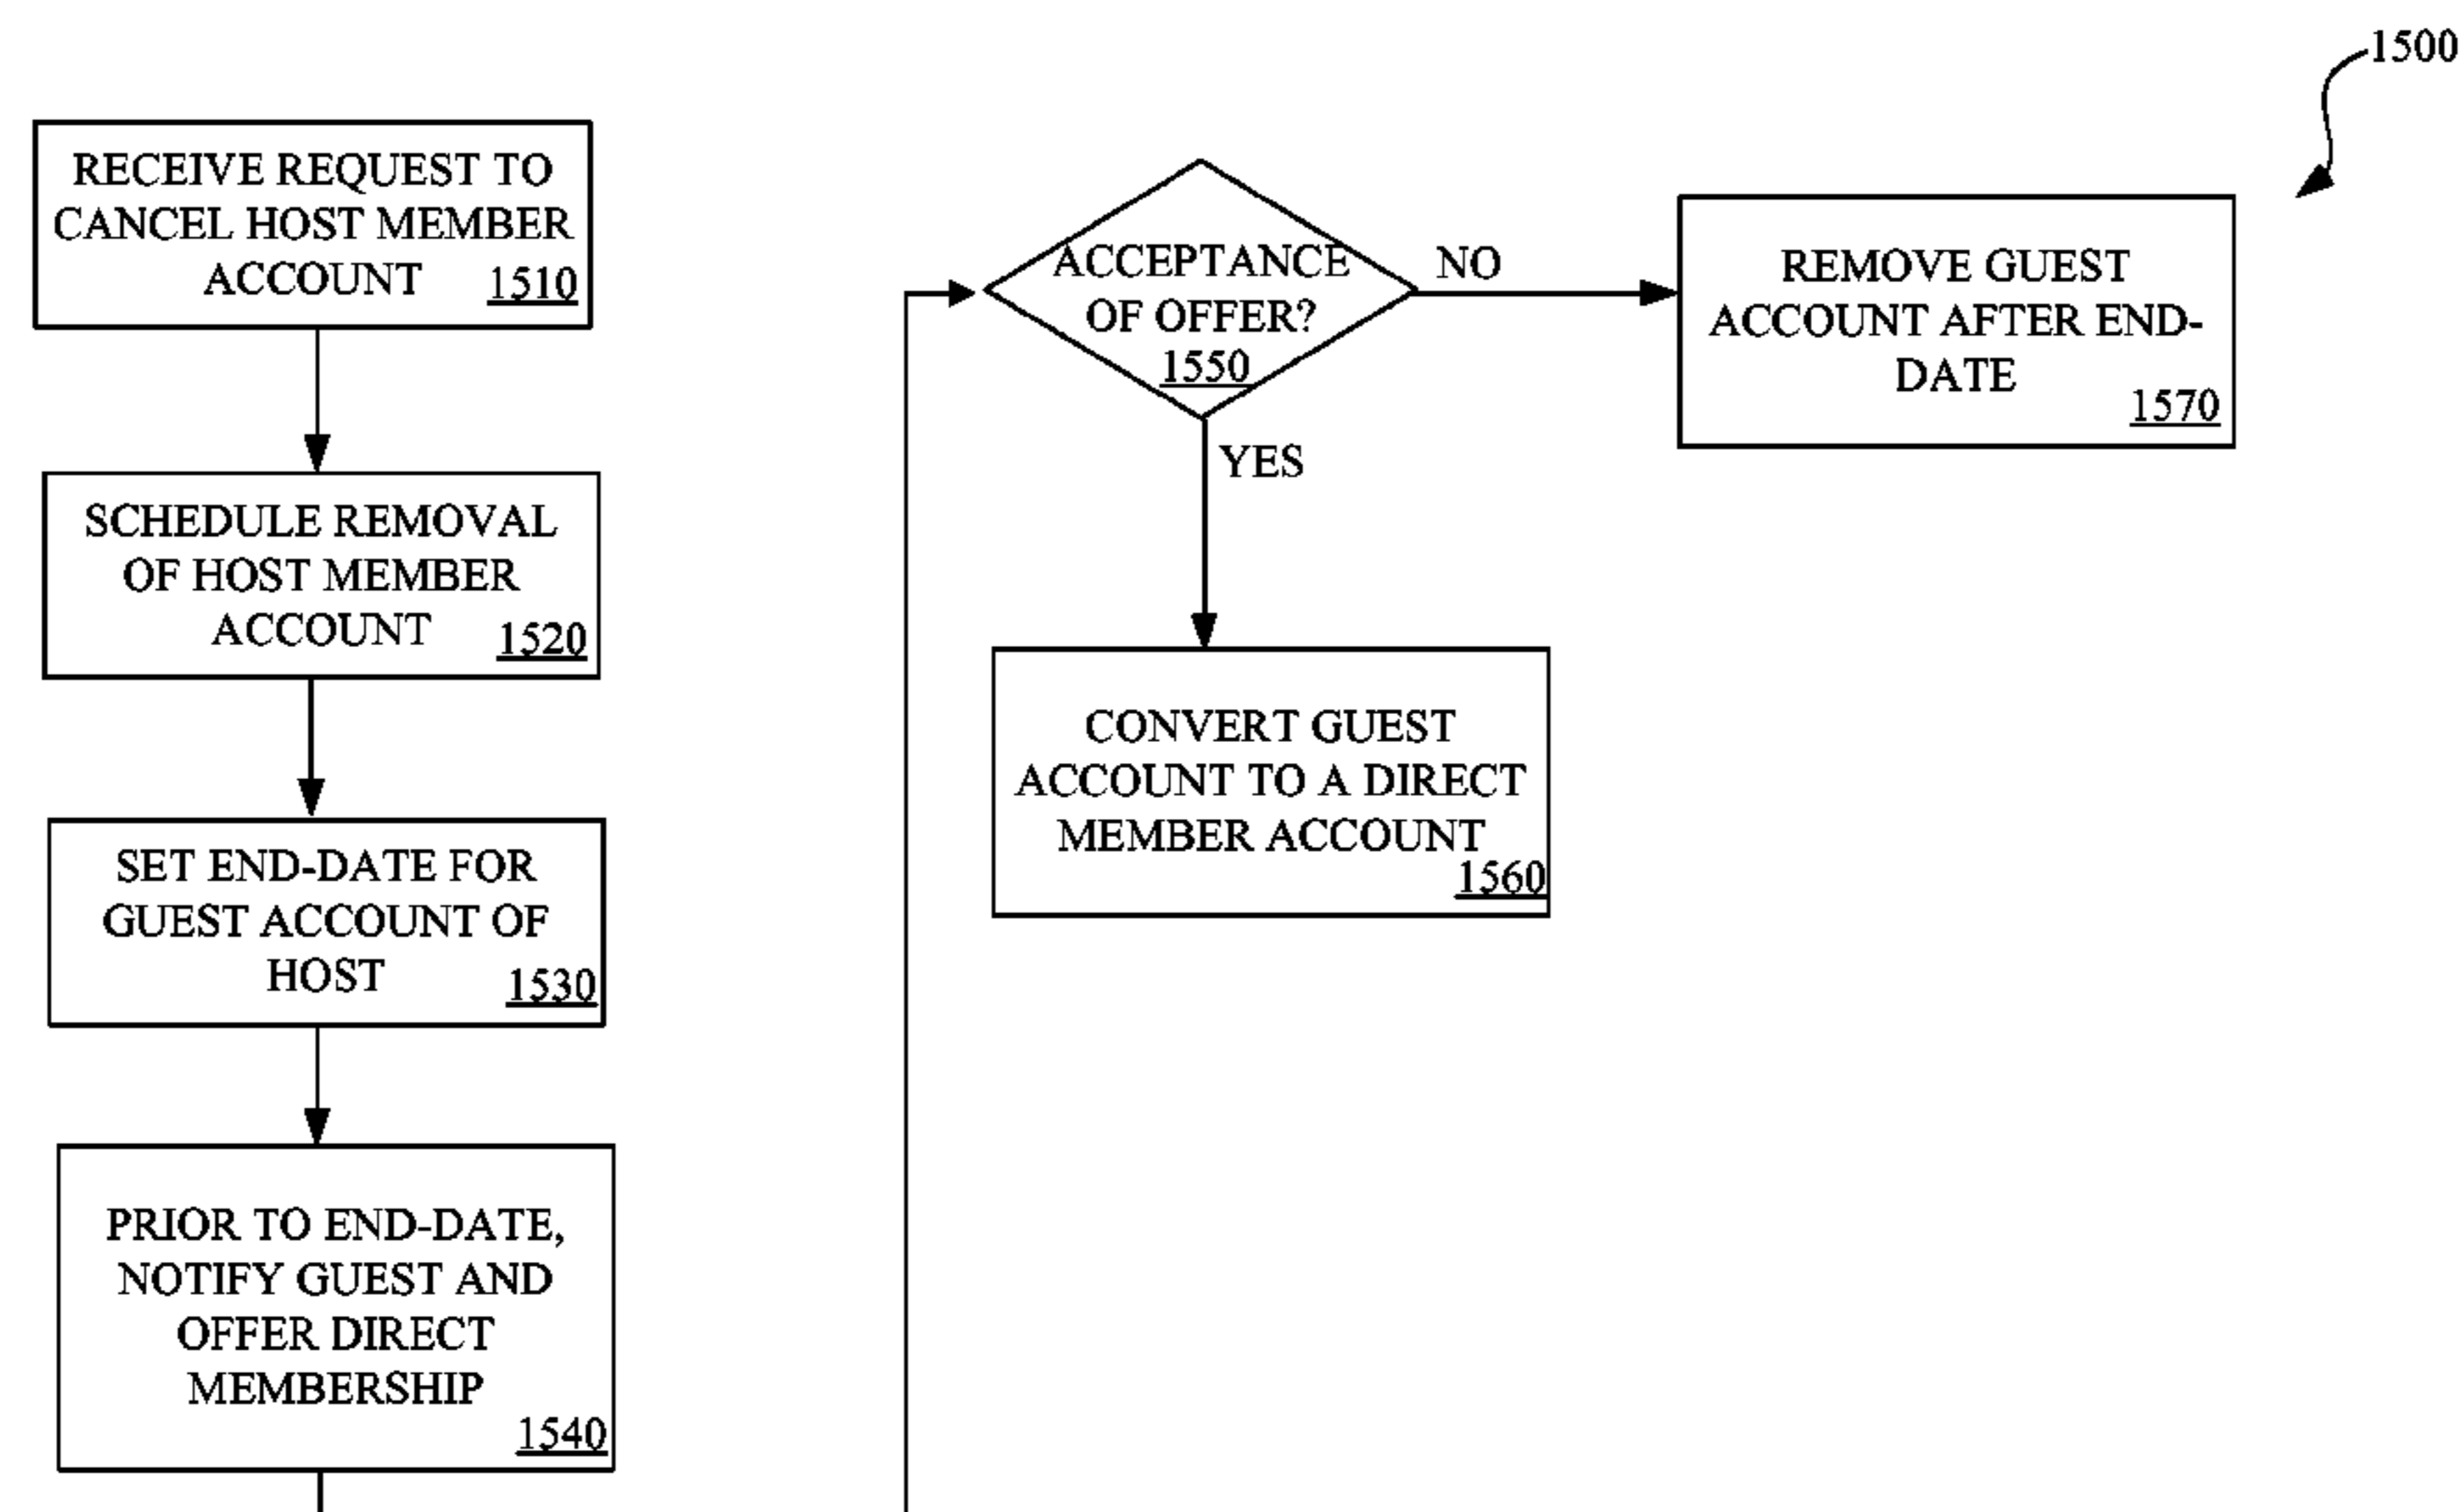 1500
RECEIVE REQUEST TO
CANCEL HOST MEMBER
ACCOUNT 1510
SCHEDULE REMOVAL
OF HOST MEMBER
ACCOUNT 1520
SET END-DATE FOR
GUEST ACCOUNT OF
HOST 1530
PRIOR TO END-DATE,
NOTIFY GUEST AND
OFFER DIRECT
MEMBERSHIP
1540
ACCEPTANCE
OF OFFER?
1550
NO
YES
CONVERT GUEST
ACCOUNT TO A DIRECT
MEMBER ACCOUNT
1560
REMOVE GUEST
ACCOUNT AFTER END-
DATE
1570